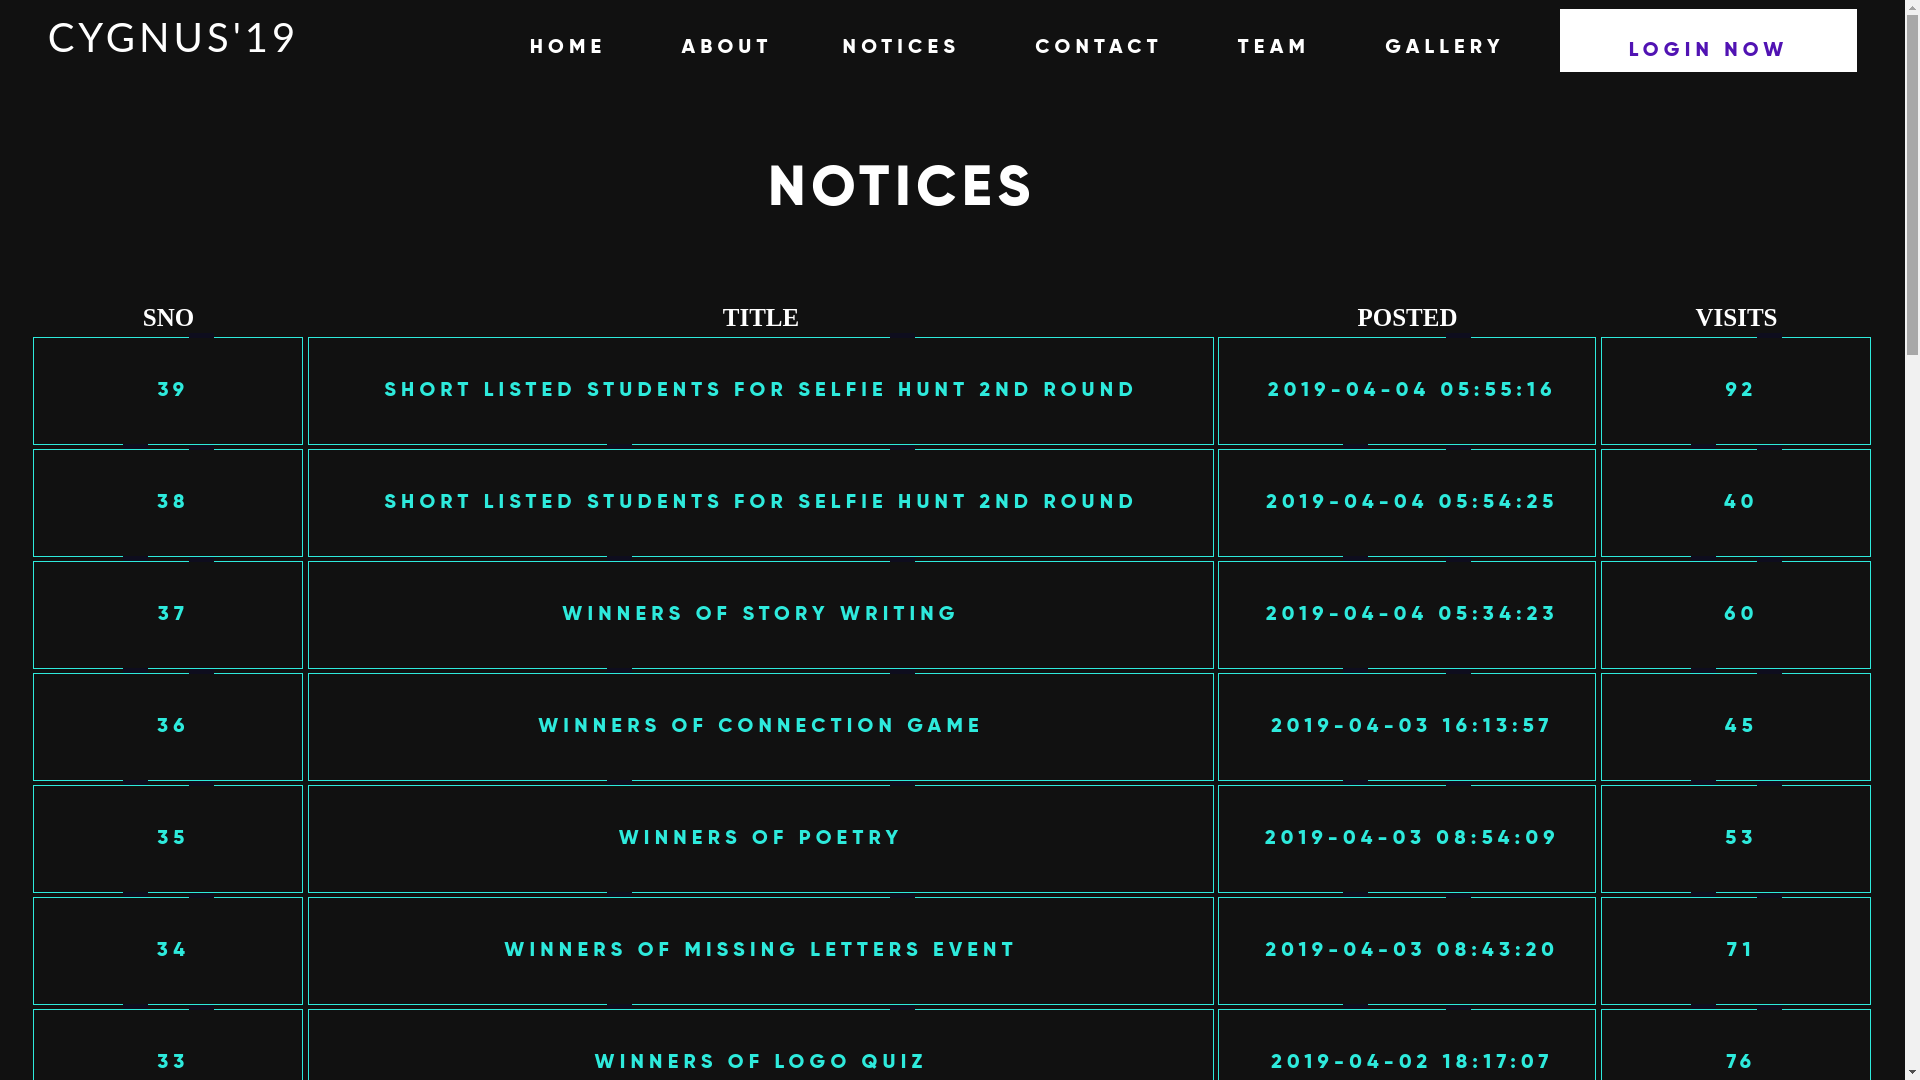 CYGNUS'19 HOME ABOUT NOTICES CONTACT TEAM GALLERY LOGIN NOW
NOTICES
SNO TITLE POSTED VISITS
39 SHORT LISTED STUDENTS FOR SELFIE HUNT 2ND ROUND 2019-04-04 05:55:16 92
38 SHORT LISTED STUDENTS FOR SELFIE HUNT 2ND ROUND 2019-04-04 05:54:25 40
37 WINNERS OF STORY WRITING 2019-04-04 05:34:23 60
36 WINNERS OF CONNECTION GAME 2019-04-03 16:13:57 45
35 WINNERS OF POETRY 2019-04-03 08:54:09 53
34 WINNERS OF MISSING LETTERS EVENT 2019-04-03 08:43:20 71
33 WINNERS OF LOGO QUIZ 2019-04-02 18:17:07 76